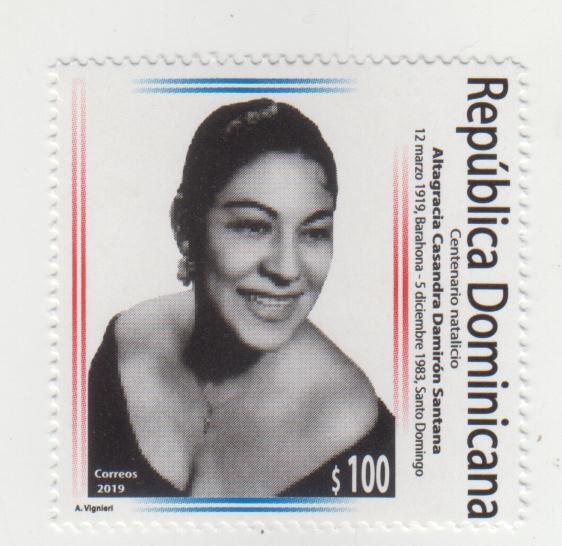 República Dominicana
Centenario natalicio
Altagracia Casandra Damirón Santana
12 marzo 1919, Barahona - 5 diciembre 1983, Santo Domingo
Correos
2019
$ 100
A. Vignieri